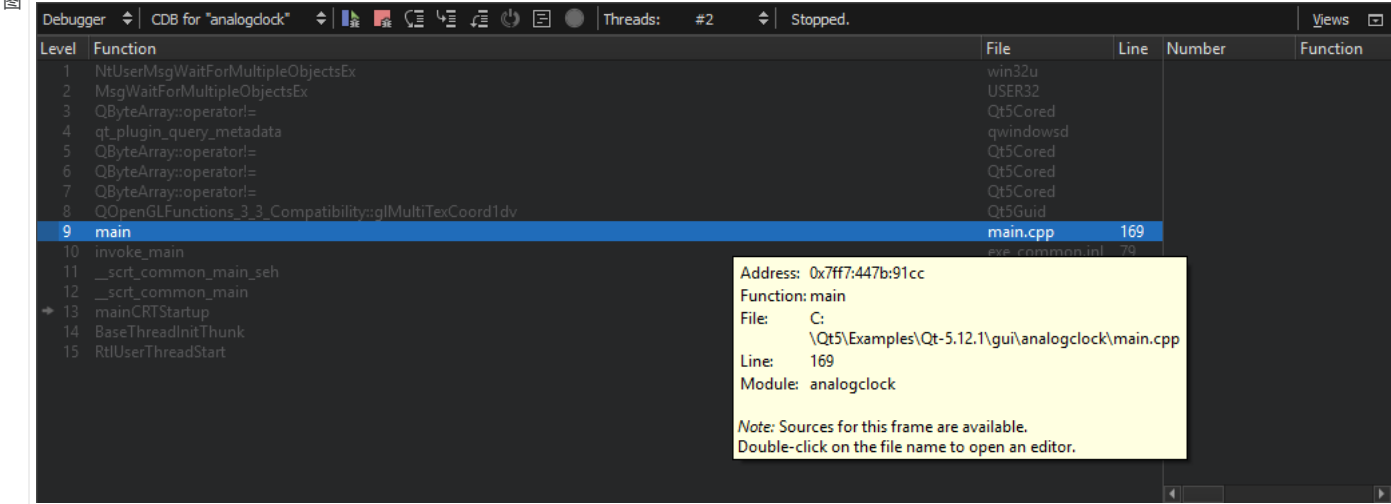 图
Debugger CDB for "analogclock" Threads: #2 Stopped. Views
Level Function File Line Number Function
1 NtUserMsgWaitForMultipleObjectsEx win32u
2 MsgWaitForMultipleObjectsEx USER32
3 QByteArray::operator!= Qt5Cored
4 qt_plugin_query_metadata qwindowsd
5 QByteArray::operator!= Qt5Cored
6 QByteArray::operator!= Qt5Cored
7 QByteArray::operator!= Qt5Cored
8 QOpenGLFunctions_3_3_Compatibility::glMultiTexCoord1dv Qt5Guid
9 main main.cpp 169
10 invoke_main exe_common.inl 79
11 __scrt_common_main_seh
12 __scrt_common_main
13 mainCRTStartup
14 BaseThreadInitThunk
15 RtlUserThreadStart
Address: 0x7ff7:447b:91cc
Function: main
File: C:
\Qt5\Examples\Qt-5.12.1\gui\analogclock\main.cpp
Line: 169
Module: analogclock
Note: Sources for this frame are available.
Double-click on the file name to open an editor.